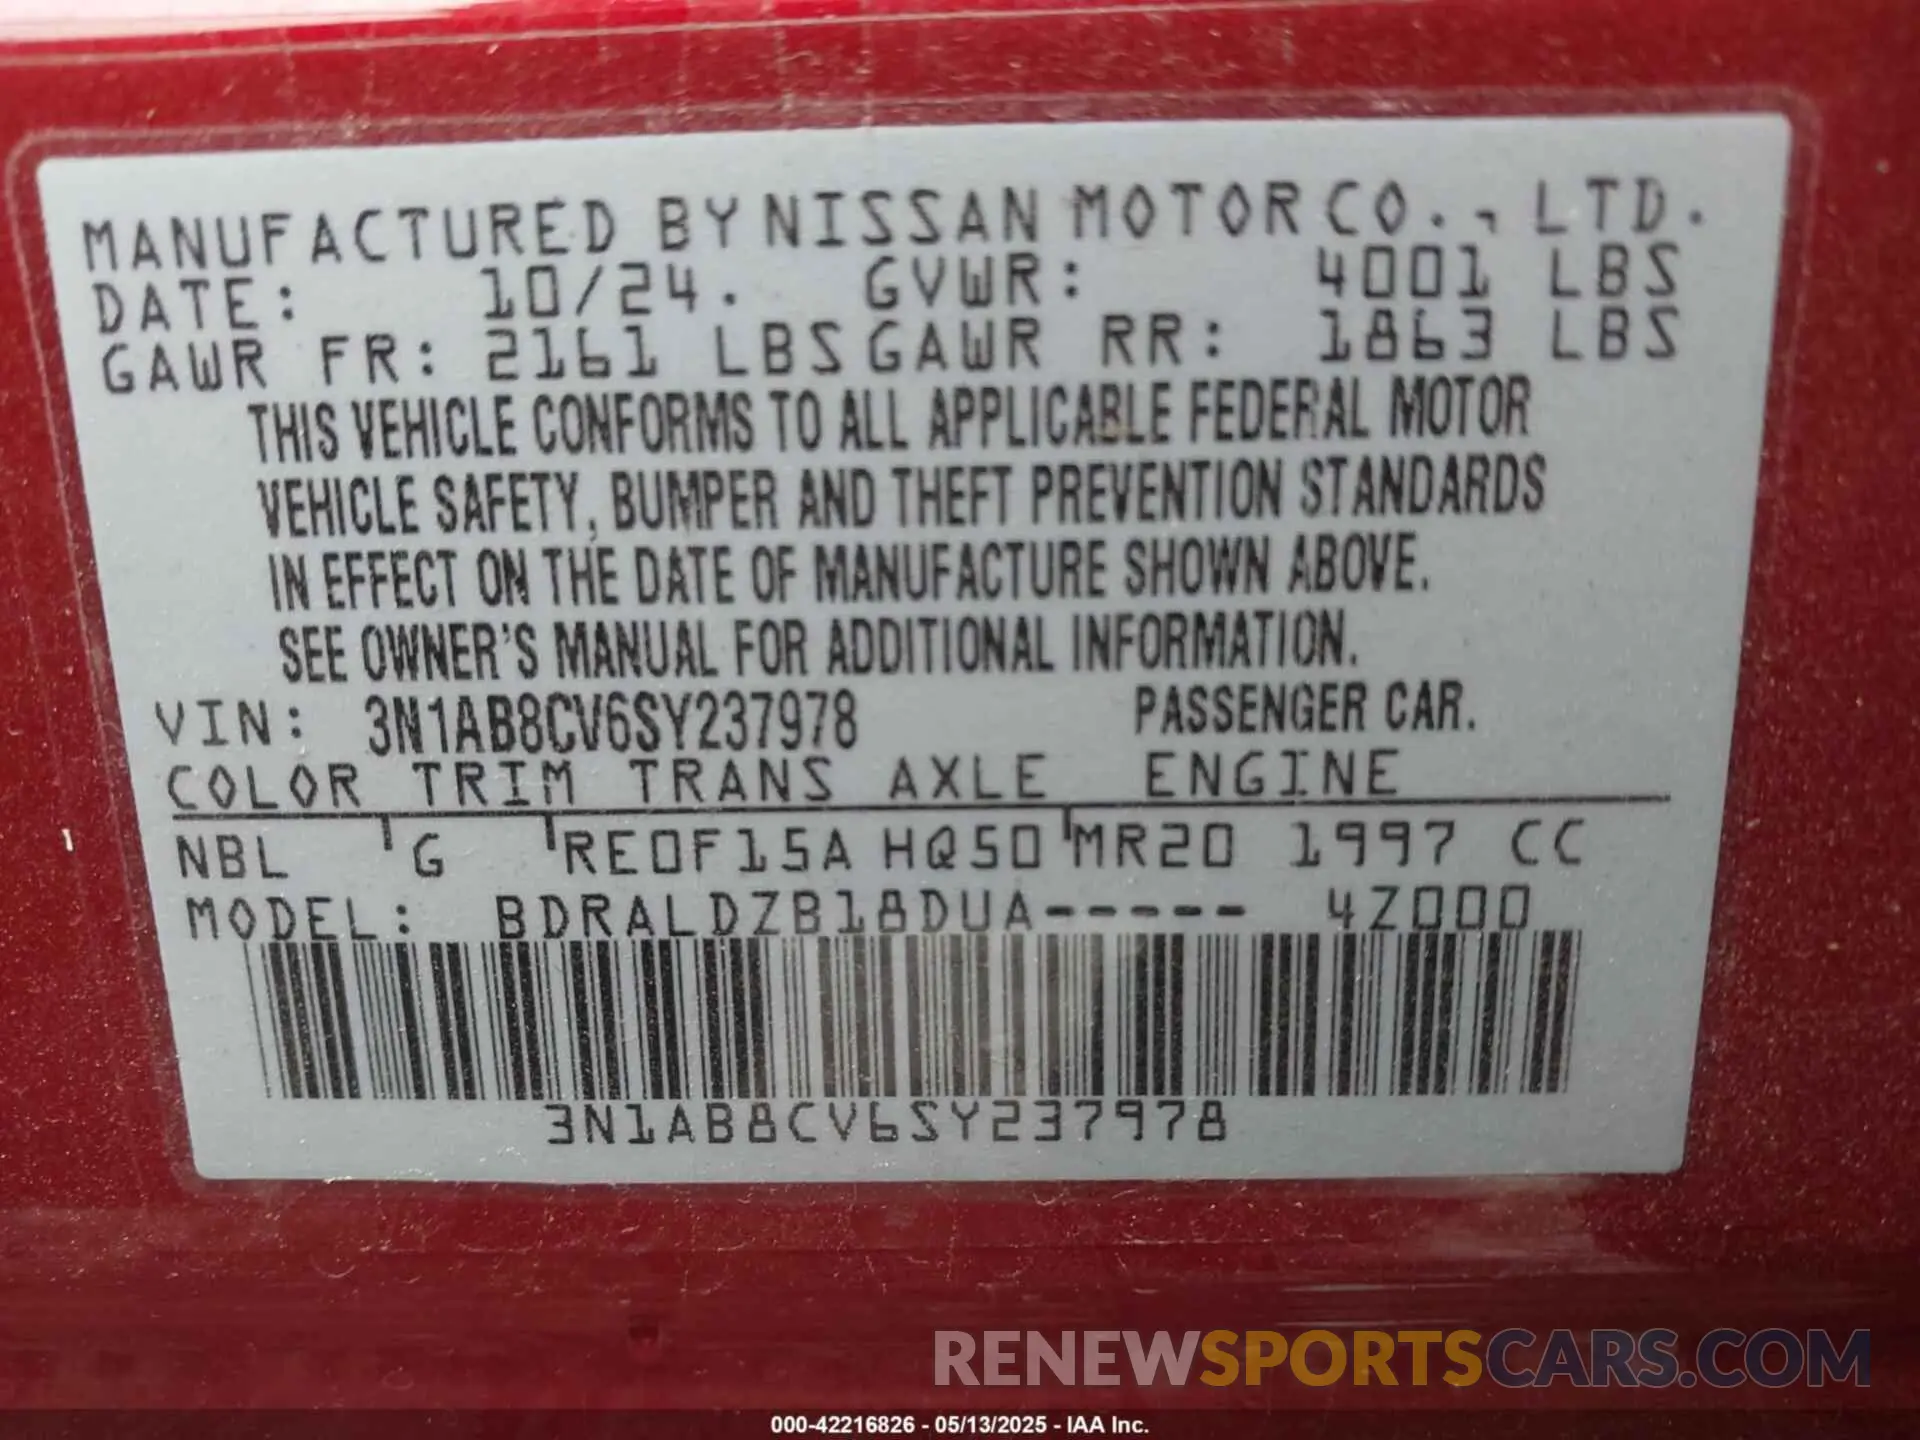 MANUFACTURED BY NISSAN MOTOR CO., LTD.
DATE: 10/24. GVWR: 4001 LBS
GAWR FR: 2161 LBS GAWR RR: 1863 LBS
THIS VEHICLE CONFORMS TO ALL APPLICABLE FEDERAL MOTOR
VEHICLE SAFETY, BUMPER AND THEFT PREVENTION STANDARDS
IN EFFECT ON THE DATE OF MANUFACTURE SHOWN ABOVE.
SEE OWNER'S MANUAL FOR ADDITIONAL INFORMATION.
VIN: 3N1AB8CV6SY237978 PASSENGER CAR.
COLOR TRIM TRANS AXLE ENGINE
NBL G RE0F15A HQ50 MR20 1997 CC
MODEL: BDRALDZB18DUA----- 4Z000
3N1AB8CV6SY237978
RENEWSPORTSCARS.COM
000-42216826 - 05/13/2025 - IAA Inc.